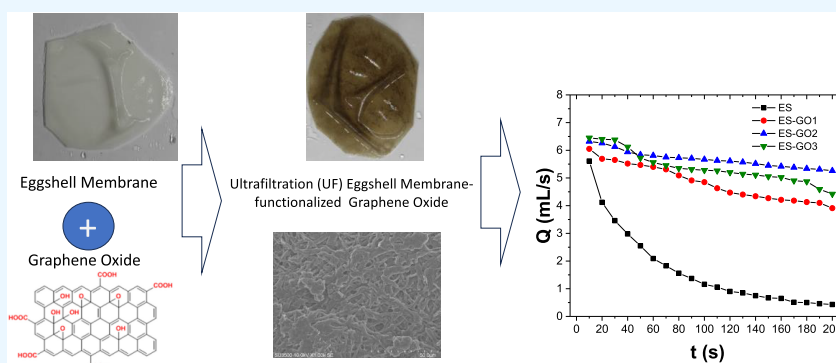 Eggshell Membrane
+
Graphene Oxide
COOH
COOH
OH
O
O
OH
OH
O
HOOC
O
OH
COOH
HOOC
Ultrafiltration (UF) Eggshell Membrane-
functionalized Graphene Oxide
Q (mL/s)
8
7
6
5
4
3
2
1
0
ES
ES-GO1
ES-GO2
ES-GO3
0 20 40 60 80 100 120 140 160 180 200
t (s)